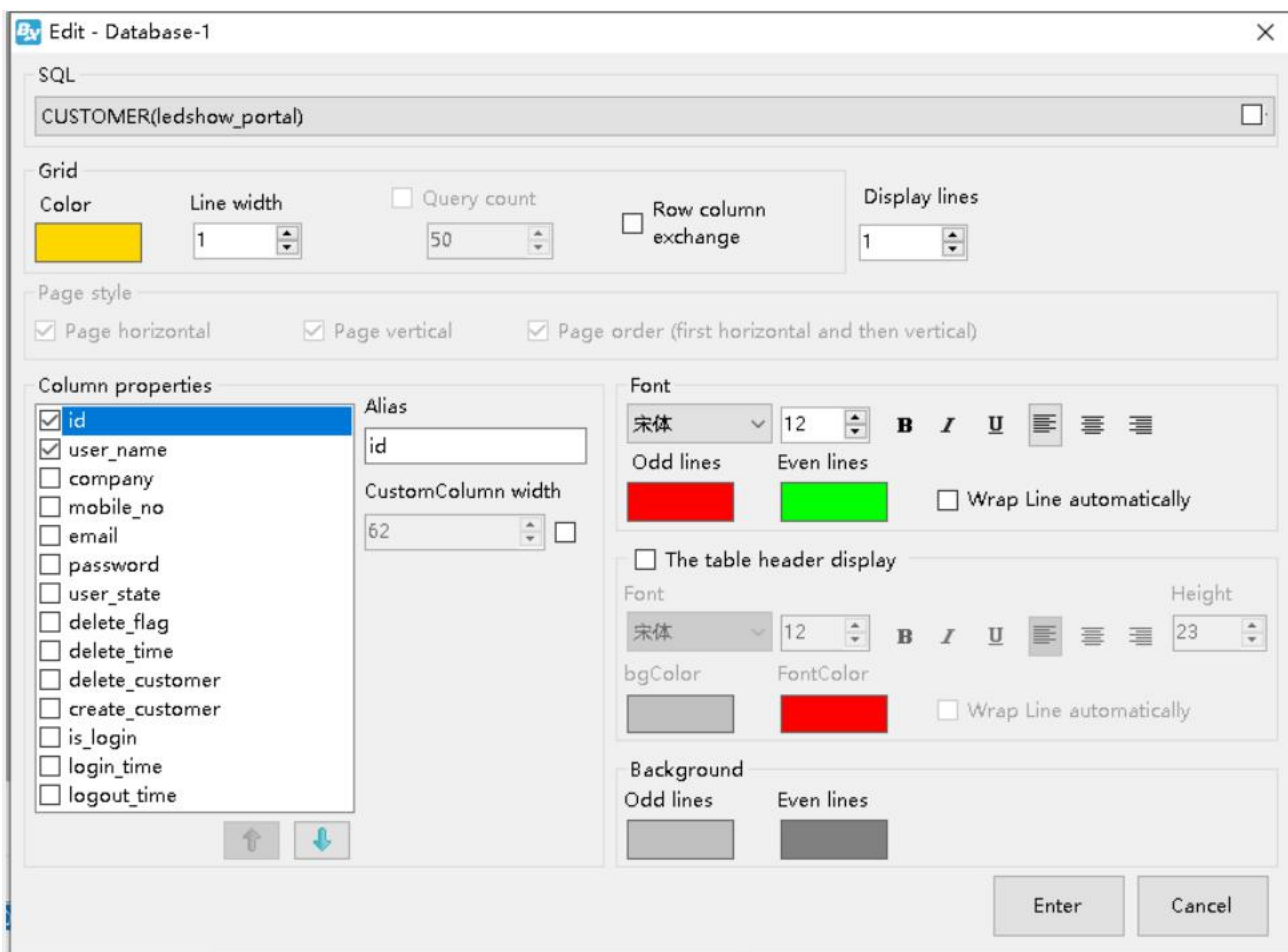 BX Edit - Database-1
SQL
CUSTOMER(ledshow_portal)
Grid
Color
Line width
Query count
Row column
exchange
Display lines
1
50
1
Page style
Page horizontal
Page vertical
Page order (first horizontal and then vertical)
Column properties
id
user_name
company
mobile_no
email
password
user_state
delete_flag
delete_time
delete_customer
create_customer
is_login
login_time
logout_time
Alias
id
CustomColumn width
62
Font
宋体
12
B I U
Odd lines
Even lines
Wrap Line automatically
The table header display
Font
Height
宋体
12
B I U
23
bgColor
FontColor
Wrap Line automatically
Background
Odd lines
Even lines
Enter
Cancel